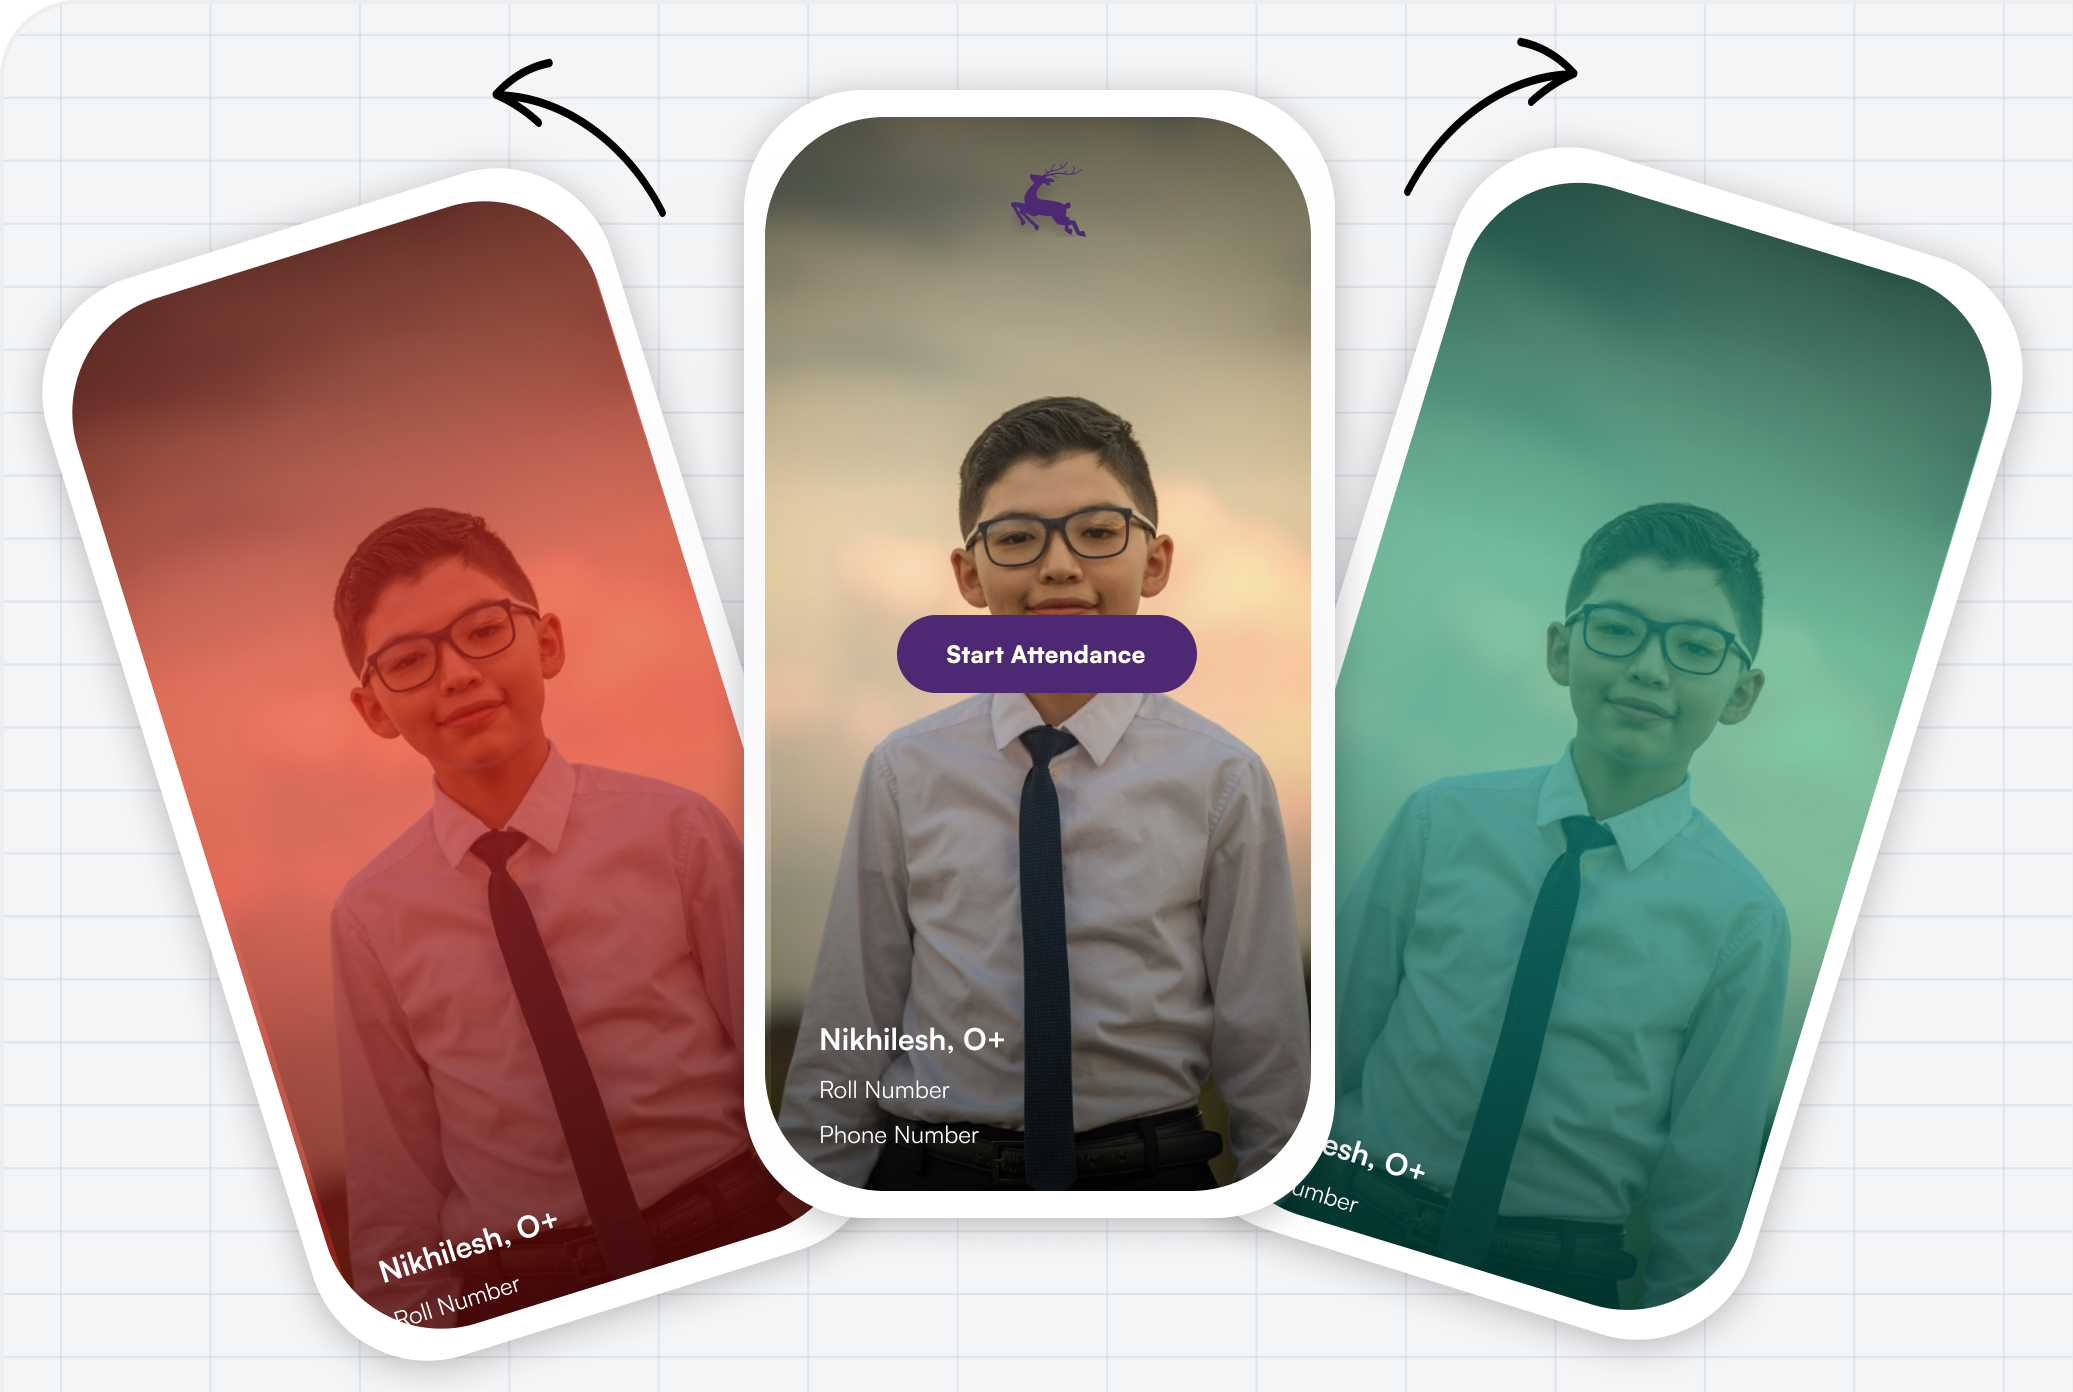 Start Attendance
Nikhilesh, O+
Roll Number
Phone Number
Nikhilesh, O+
Roll Number
esh, O+
umber